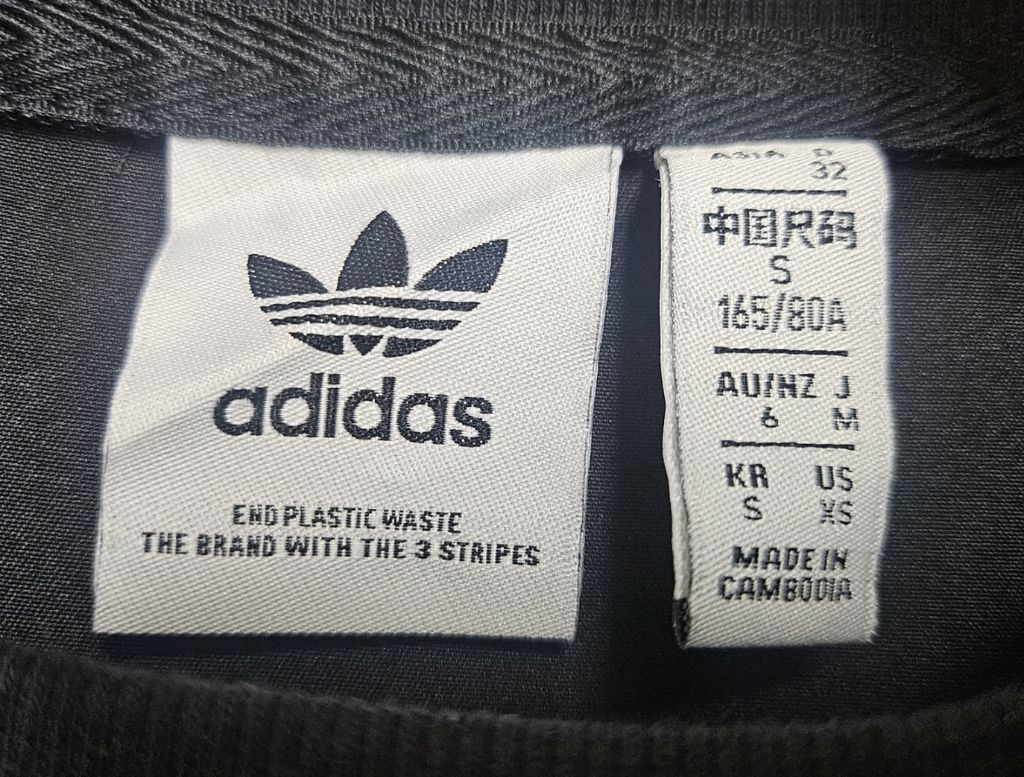 adidas
END PLASTIC WASTE
THE BRAND WITH THE 3 STRIPES
ASIA D
32
中国尺码
S
165/80A
AU/NZ J
6 M
KR US
S XS
MADE IN
CAMBODIA